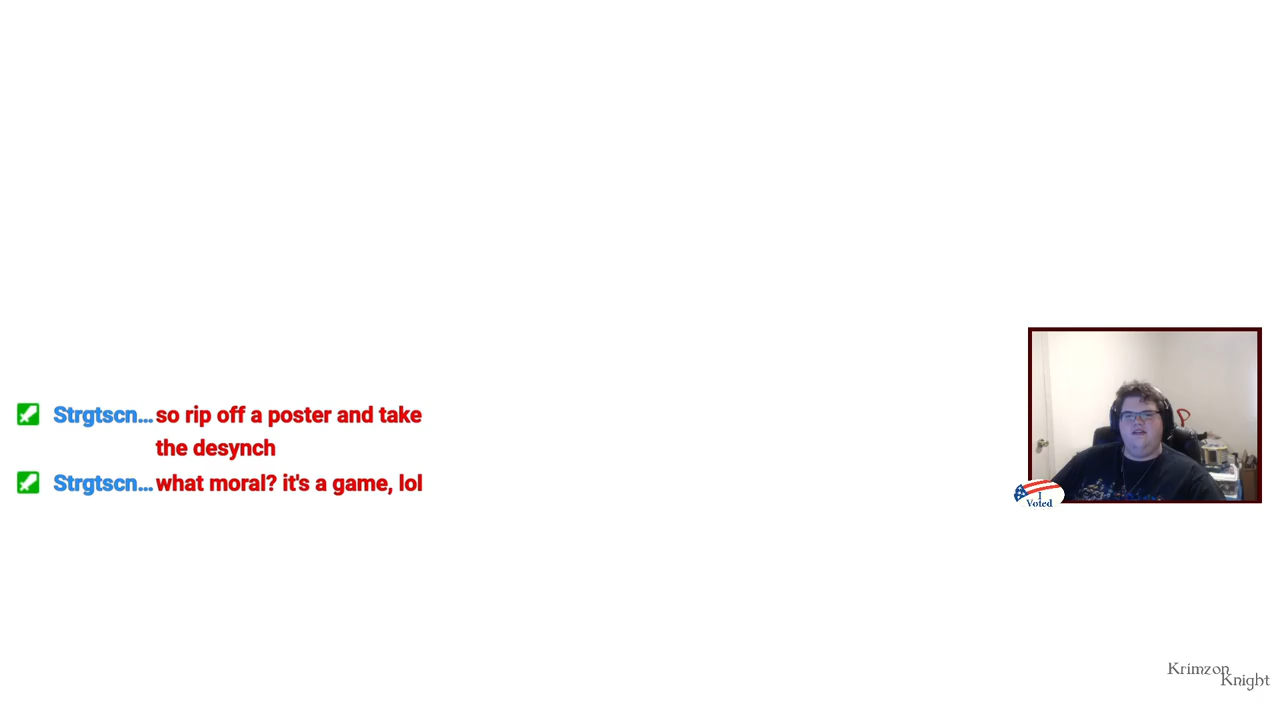 Strgtscn... so rip off a poster and take
the desynch
Strgtscn... what moral? it's a game, lol
I
Voted
P
Krimzon
Knight